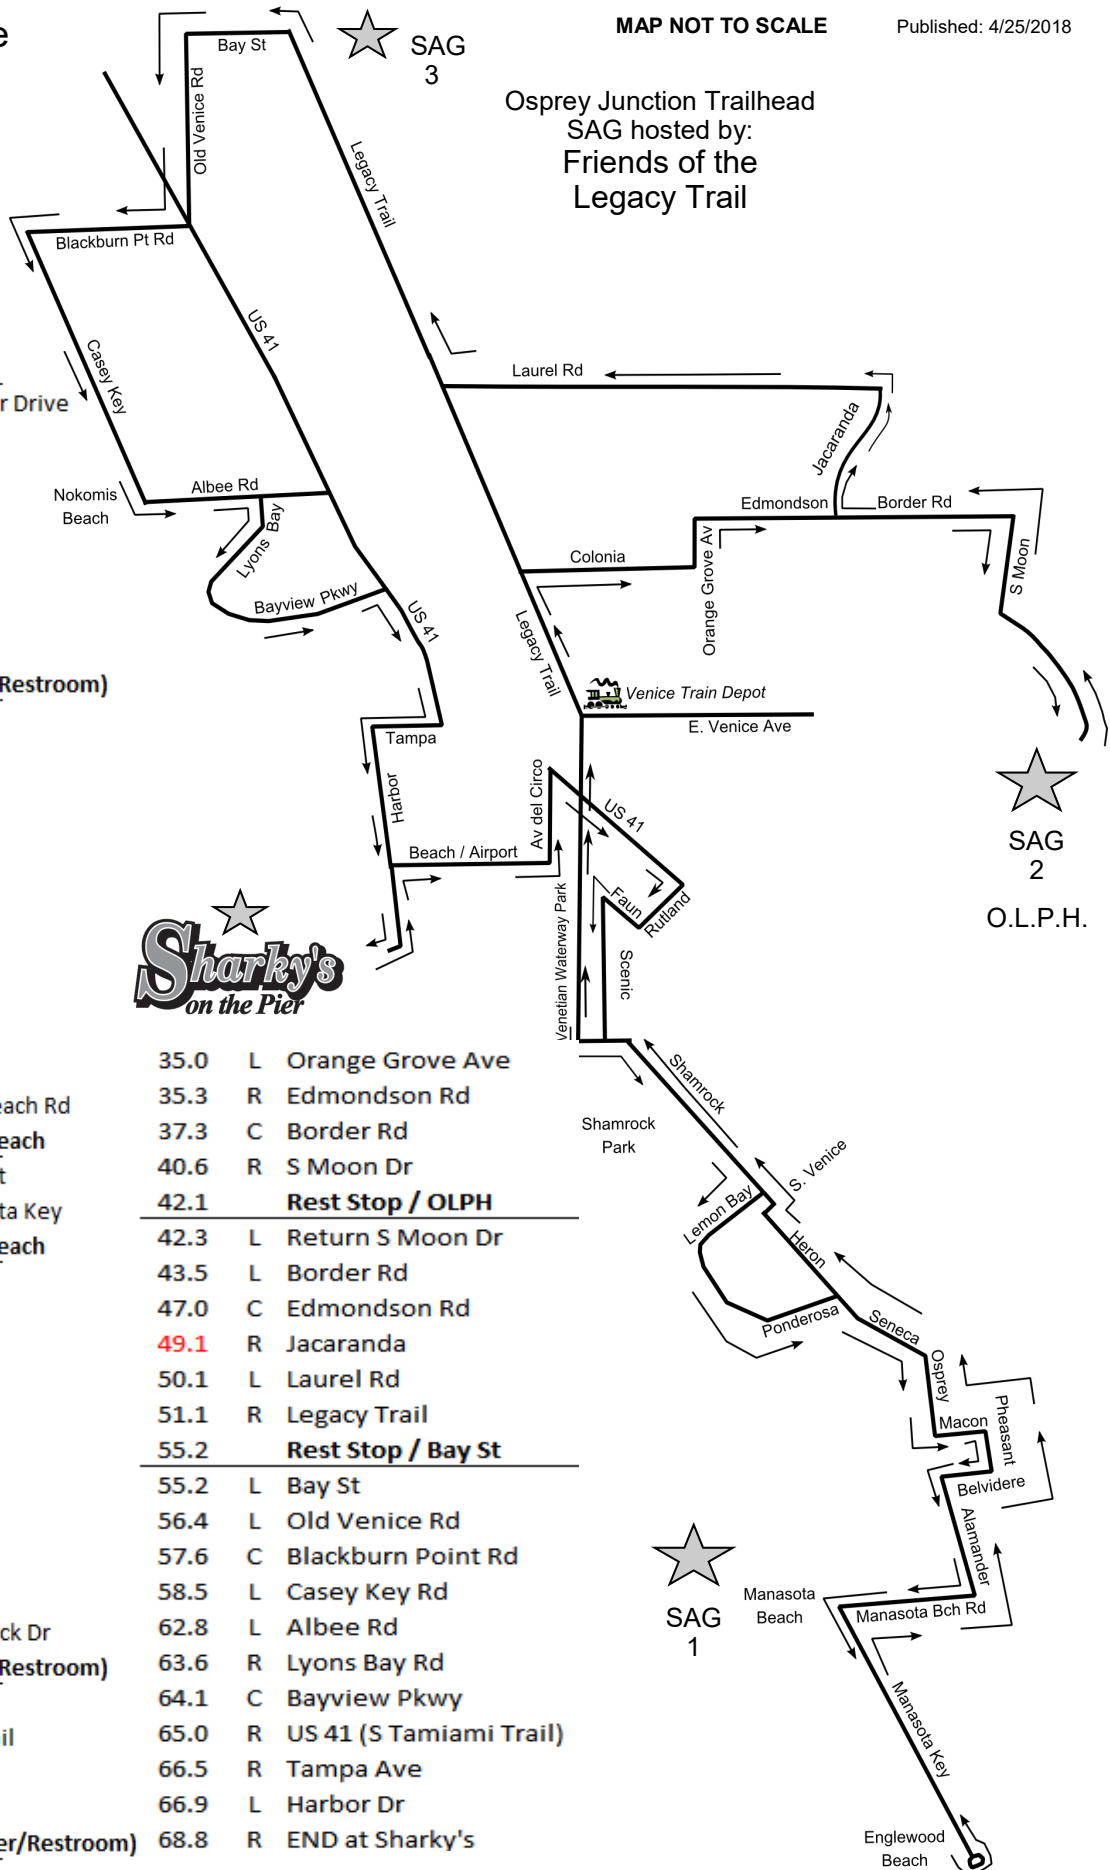 e
MAP NOT TO SCALE
Published: 4/25/2018
SAG
3
Osprey Junction Trailhead
SAG hosted by:
Friends of the
Legacy Trail
Bay St
Old Venice Rd
Legacy Trail
Blackburn Pt Rd
US 41
Casey Key
Laurel Rd
r Drive
Jacaranda
Nokomis
Beach
Albee Rd
Edmondson
Border Rd
Lyons Bay
Colonia
Orange Grove Av
S Moon
Bayview Pkwy
US 41
Legacy Trail
Restroom)
Venice Train Depot
E. Venice Ave
Tampa
Harbor
Av del Circo
US 41
Beach / Airport
Faun
Rutland
Venetian Waterway Park
Scenic
SAG
2
O.L.P.H.
Sharky's
on the Pier
Shamrock
Shamrock
Park
S. Venice
Lemon Bay
Heron
Ponderosa
Seneca
Osprey
Macon
Pheasant
Belvidere
Alamander
SAG
1
Manasota
Beach
Manasota Bch Rd
Manasota Key
Englewood
Beach
each Rd
each
t
ta Key
each
ck Dr
Restroom)
ail
er/Restroom)
35.0 L Orange Grove Ave
35.3 R Edmondson Rd
37.3 C Border Rd
40.6 R S Moon Dr
42.1 Rest Stop / OLPH
42.3 L Return S Moon Dr
43.5 L Border Rd
47.0 C Edmondson Rd
49.1 R Jacaranda
50.1 L Laurel Rd
51.1 R Legacy Trail
55.2 Rest Stop / Bay St
55.2 L Bay St
56.4 L Old Venice Rd
57.6 C Blackburn Point Rd
58.5 L Casey Key Rd
62.8 L Albee Rd
63.6 R Lyons Bay Rd
64.1 C Bayview Pkwy
65.0 R US 41 (S Tamiami Trail)
66.5 R Tampa Ave
66.9 L Harbor Dr
68.8 R END at Sharky's